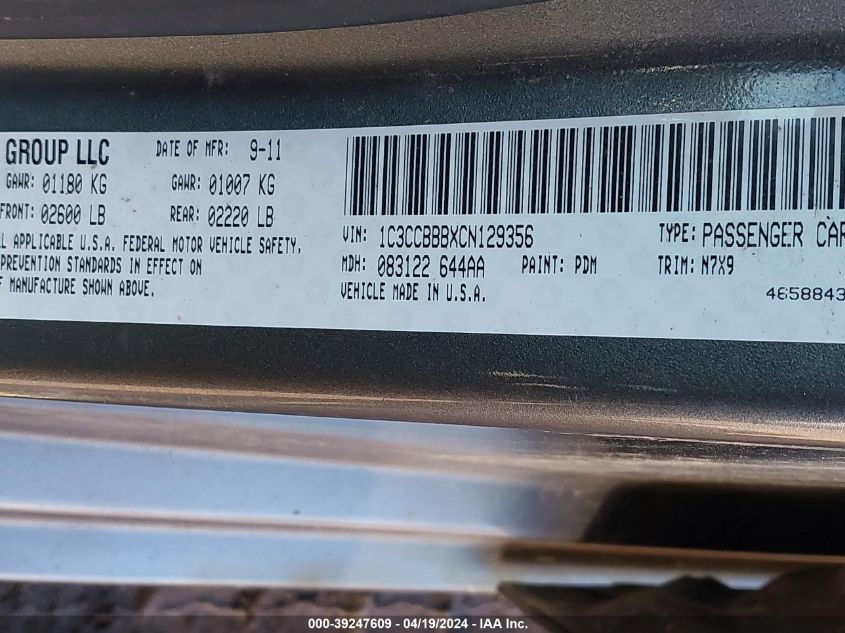 GROUP LLC DATE OF MFR: 9-11
GAWR: 01180 KG GAWR: 01007 KG
FRONT: 02600 LB REAR: 02220 LB
APPLICABLE U.S.A. FEDERAL MOTOR VEHICLE SAFETY,
PREVENTION STANDARDS IN EFFECT ON
MANUFACTURE SHOWN ABOVE.
VIN: 1C3CCBBBXCN129356 TYPE: PASSENGER CAR
MDH: 083122 644AA PAINT: PDM TRIM: N7X9
VEHICLE MADE IN U.S.A. 4658843
000-39247609 / 04/19/2024 - IAA Inc.